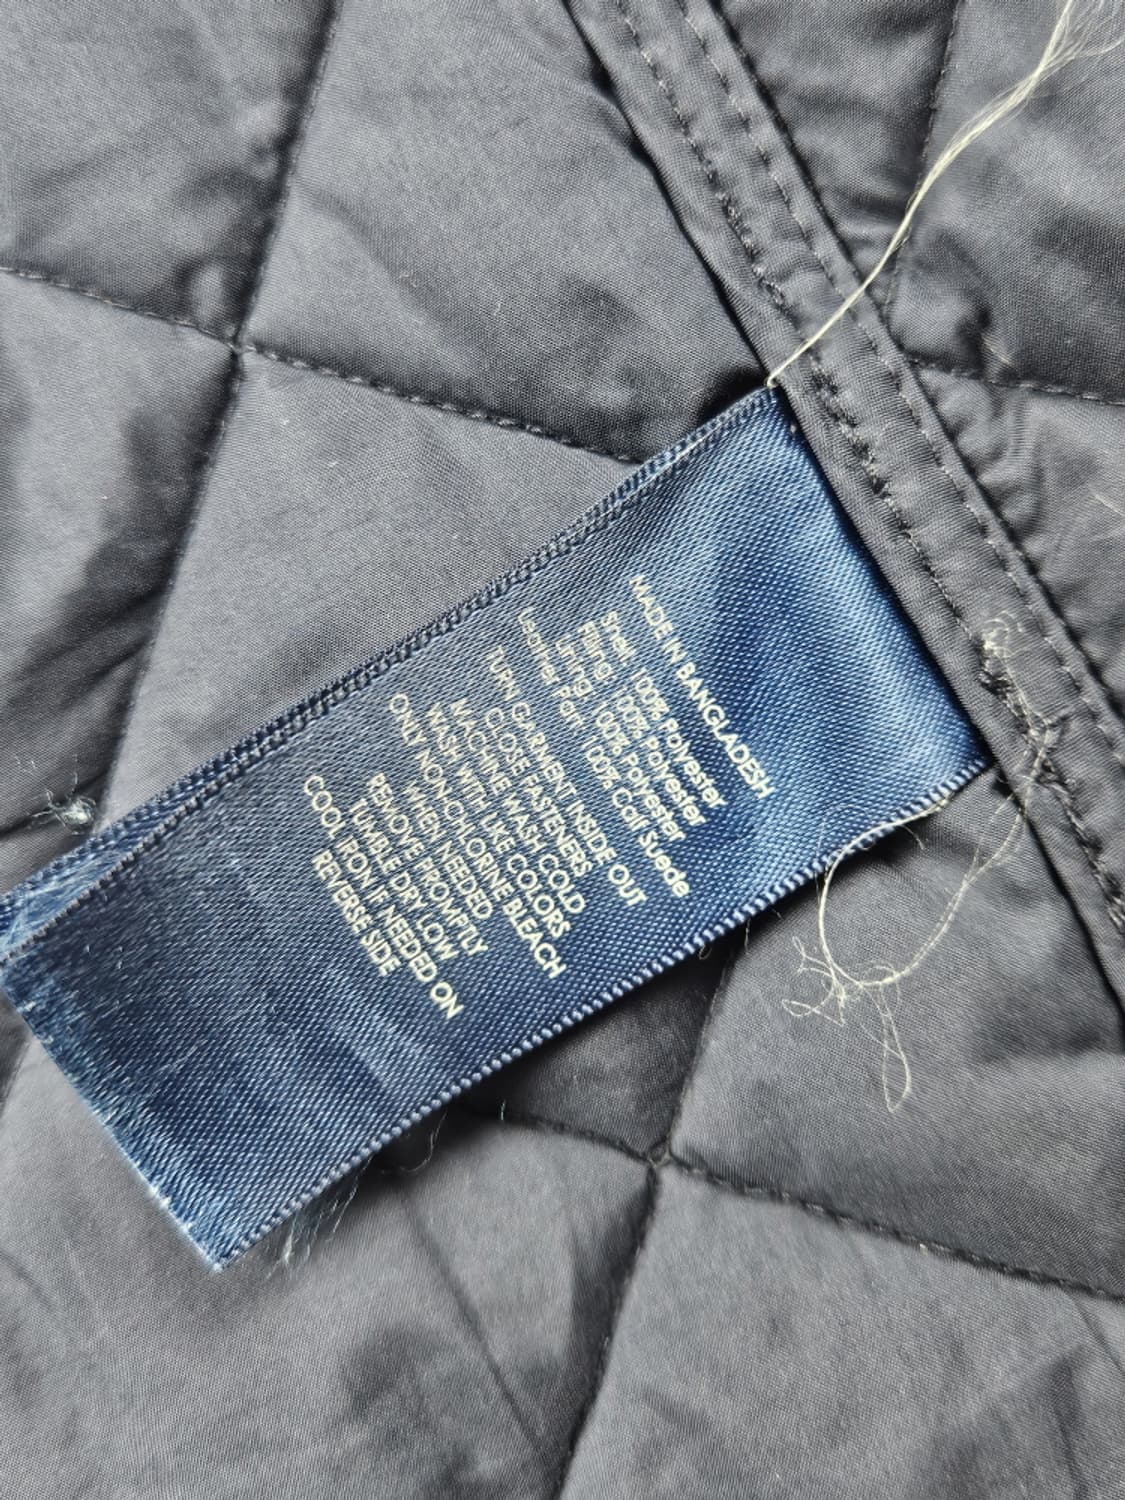 MADE IN BANGLADESH
Shell: 100% Polyester
Filling: 100% Polyester
Lining: 100% Polyester
Leather Part: 100% Calf Suede
TURN GARMENT INSIDE OUT
CLOSE FASTENERS
MACHINE WASH COLD
WASH WITH LIKE COLORS
ONLY NON-CHLORINE BLEACH
WHEN NEEDED
REMOVE PROMPTLY
TUMBLE DRY LOW
COOL IRON IF NEEDED ON
REVERSE SIDE